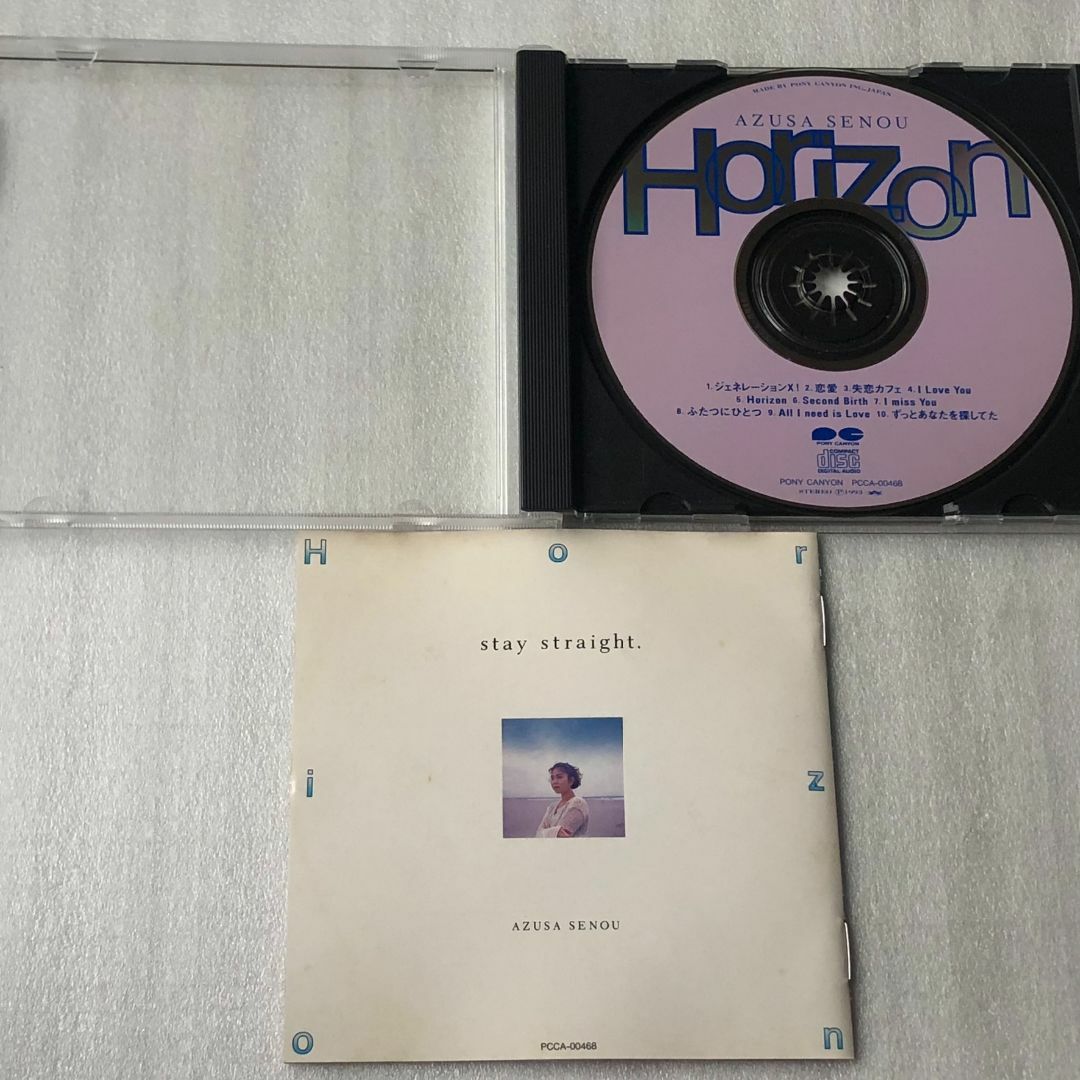 MADE BY PONY CANYON INC., JAPAN
AZUSA SENOU
Horizon
1. ジェネレーションX! 2. 恋愛 3. 失恋カフェ 4. I Love You
5. Horizon 6. Second Birth 7. I miss You
8. ふたつにひとつ 9. All I need is Love 10. ずっとあなたを探してた
PC
PONY CANYON
COMPACT
disc
DIGITAL AUDIO
PONY CANYON PCCA-00468
STEREO Ⓟ1993
H o r
stay straight.
i z
AZUSA SENOU
o n
PCCA-00468